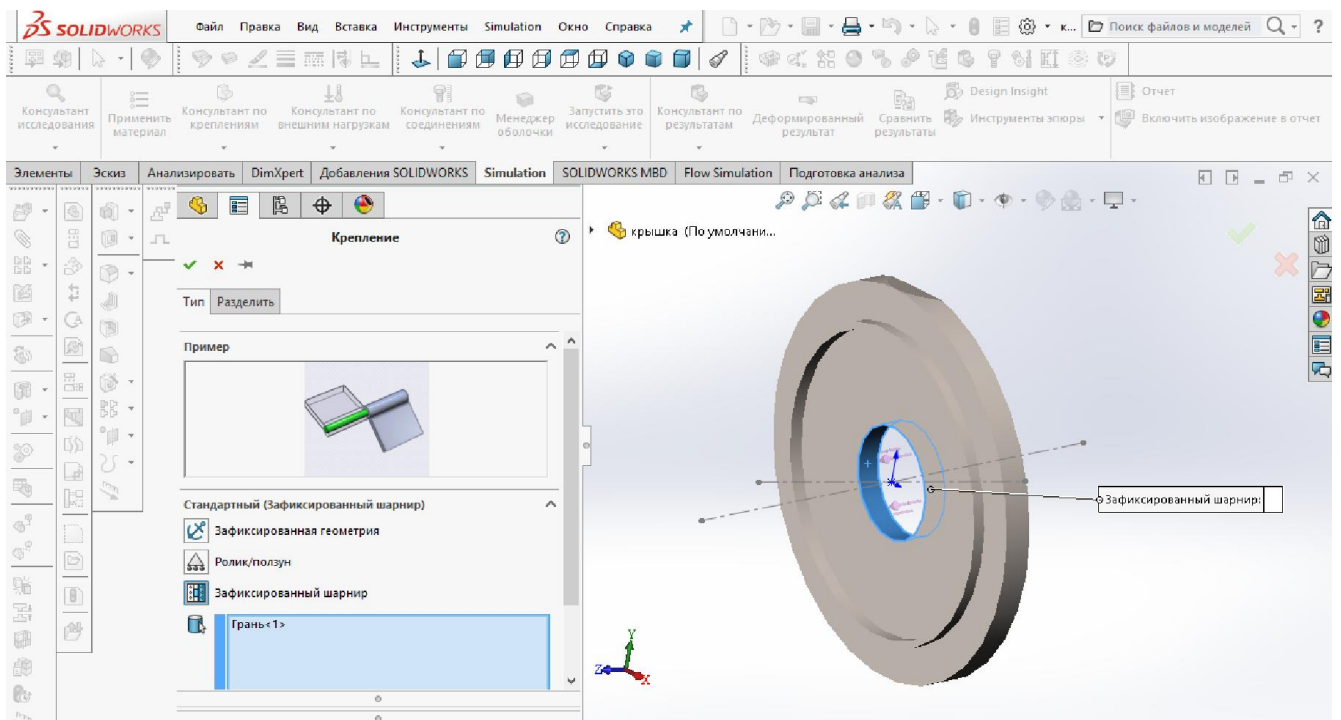 SOLIDWORKS Файл Правка Вид Вставка Инструменты Simulation Окно Справка к... Поиск файлов и моделей ?
Консультант исследования
Применить материал
Консультант по креплениям
Консультант по внешним нагрузкам
Консультант по соединениям
Менеджер оболочки
Запустить это исследование
Консультант по результатам
Деформированный результат
Сравнить результаты
Design Insight
Инструменты эпюры
Отчет
Включить изображение в отчет
Элементы Эскиз Анализировать DimXpert Добавления SOLIDWORKS Simulation SOLIDWORKS MBD Flow Simulation Подготовка анализа
Крепление
крышка (По умолчани...
Тип Разделить
Пример
Стандартный (Зафиксированный шарнир)
Зафиксированная геометрия
Ролик/ползун
Зафиксированный шарнир
Грань<1>
Зафиксированный шарнир:
Y
Z
X